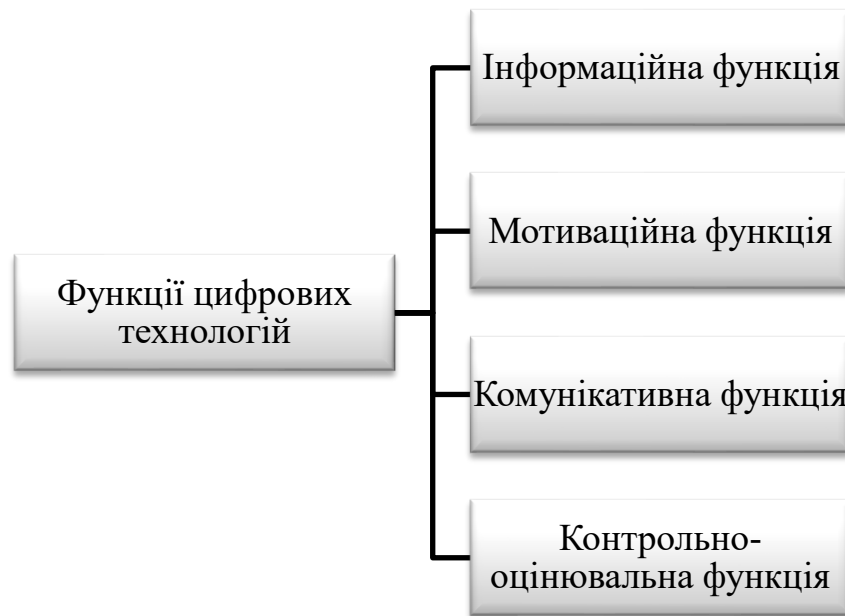 Інформаційна функція
Мотиваційна функція
Функції цифрових
технологій
Комунікативна функція
Контрольно-
оцінювальна функція